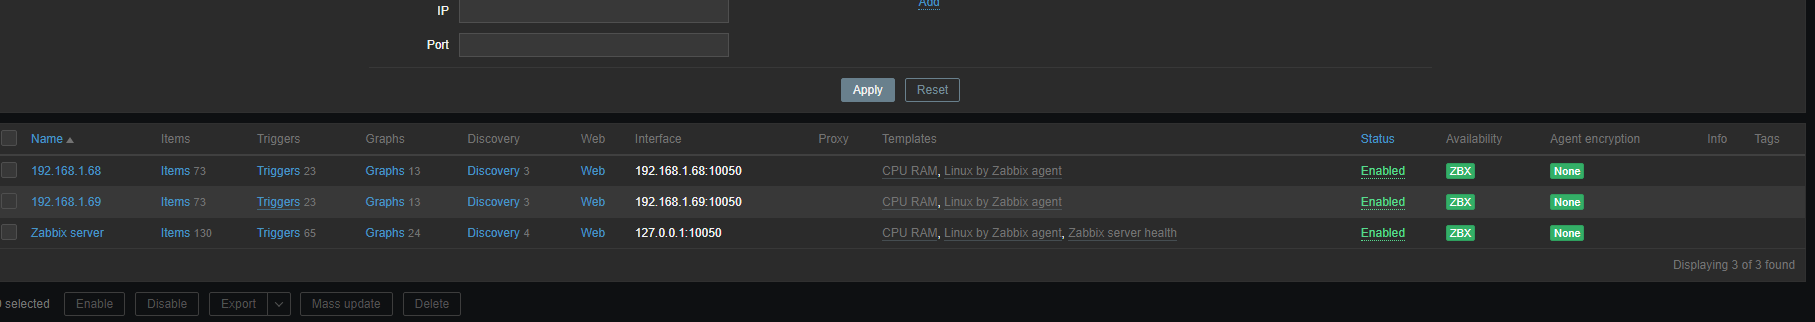 IP
Add
Port
Apply Reset
Name Items Triggers Graphs Discovery Web Interface Proxy Templates Status Availability Agent encryption Info Tags
192.168.1.68 Items 73 Triggers 23 Graphs 13 Discovery 3 Web 192.168.1.68:10050 CPU RAM, Linux by Zabbix agent Enabled ZBX None
192.168.1.69 Items 73 Triggers 23 Graphs 13 Discovery 3 Web 192.168.1.69:10050 CPU RAM, Linux by Zabbix agent Enabled ZBX None
Zabbix server Items 130 Triggers 65 Graphs 24 Discovery 4 Web 127.0.0.1:10050 CPU RAM, Linux by Zabbix agent, Zabbix server health Enabled ZBX None
Displaying 3 of 3 found
selected Enable Disable Export Mass update Delete